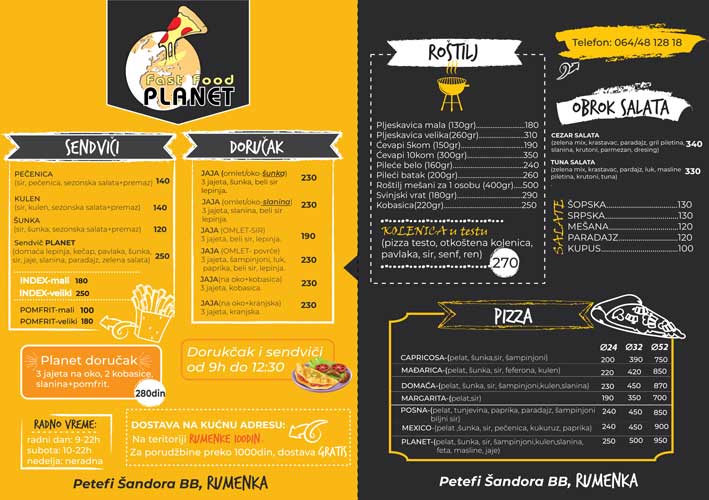 Fast Food
PLANET
SENDVIČI
PEČENICA
(sir, pečenica, sezonska salata+premaz) 140
KULEN
(sir, kulen, sezonska salata+premaz) 140
ŠUNKA
(sir, šunka, sezonska salata+premaz) 120
Sendvič PLANET
(domaća lepinja, kečap, pavlaka, šunka,
sir, jaje, slanina, paradajz, zelena salata) 250
INDEX-mali 180
INDEX-veliki 250
POMFRIT-mali 100
POMFRIT-veliki 180
DORUČAK
JAJA (omlet/oko-šunka)
3 jajeta, šunka, beli sir
lepinja. 230
JAJA (omlet/oko-slanina)
3 jajeta, slanina, beli sir
lepinja. 230
JAJA (OMLET-SIR)
3 jajeta, beli sir, lepinja. 190
JAJA (OMLET- povrće)
3 jajeta, šampinjoni, luk,
paprika, beli sir, lepinja. 230
JAJA(na oko+kobasica)
3 jajeta, kobasica. 230
JAJA(na oko+kranjska)
3 jajeta, kranjska. 230
Planet doručak
3 jajeta na oko, 2 kobasice,
slanina+pomfrit.
280din
Dorukčak i sendviči
od 9h do 12:30
RADNO VREME:
radni dan: 9-22h
subota: 10-22h
nedelja: neradna
DOSTAVA NA KUĆNU ADRESU:
Na teritoriji RUMENKE 100DIN.
Za porudžbine preko 1000din, dostava GRATIS
Petefi Šandora BB, RUMENKA
ROŠTILJ
Pljeskavica mala (130gr)........180
Pljeskavica velika(260gr)........310
Ćevapi 5kom (150gr)........190
Ćevapi 10kom (300gr)........350
Pileće belo (160gr)........240
Pileći batak (200gr)........260
Roštilj mešani za 1 osobu (400gr)........500
Svinjski vrat (180gr)........290
Kobasica(220gr)........250
KOLENICA u testu
(pizza testo, otkoštena kolenica,
pavlaka, sir, senf, ren)
270
Telefon: 064/48 128 18
OBROK SALATA
CEZAR SALATA
(zelena mix, krastavac, paradajz, gril piletina,
slanina, krutoni, parmezan, dresing) 340
TUNA SALATA
(zelena mix, krastavac, pardajz, luk, masline
piletina, krutoni, tuna) 330
SALATE
ŠOPSKA........130
SRPSKA........130
MEŠANA........120
PARADAJZ........120
KUPUS........100
PIZZA
Ø24 Ø32 Ø52
CAPRICOSA-(pelat, šunka,sir, šampinjoni) 200 390 750
MAĐARICA-(pelat, šunka, sir, feferona, kulen) 220 420 850
DOMAĆA-(pelat, šunka, sir, šampinjoni,kulen,slanina) 230 450 870
MARGARITA-(pelat,sir) 190 350 700
POSNA-(pelat, tunjevina, paprika, paradajz, šampinjoni
biljni sir) 240 450 850
MEXICO-(pelat ,šunka, sir, pečenica, kukuruz, paprika) 240 450 900
PLANET-(pelat, šunka, sir, šampinjoni,kulen,slanina,
feta, masline, jaje) 250 500 950
Petefi Šandora BB, RUMENKA